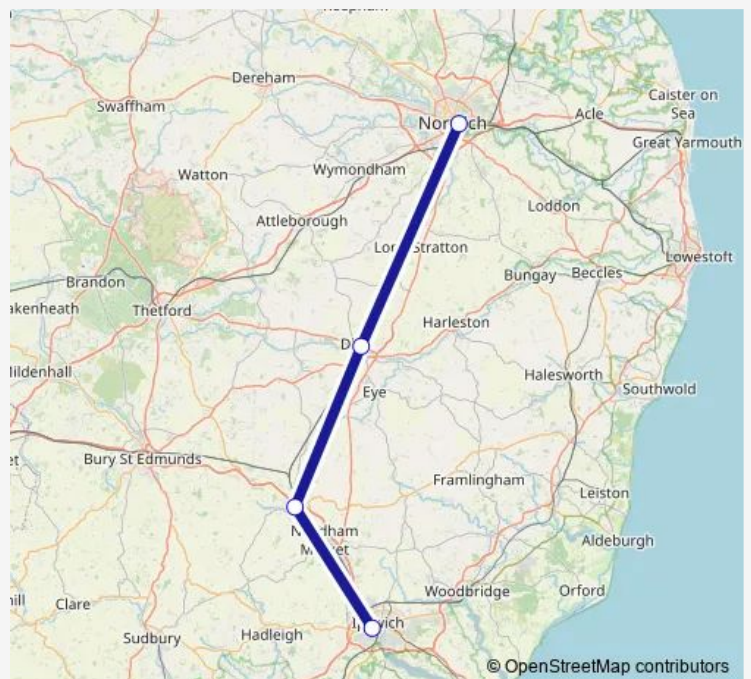 Dereham
Swaffham
Caister on
Sea
Acle
Great Yarmouth
Wymondham
Watton
Loddon
Attleborough
Lowestoft
Bungay
Beccles
Brandon
akenheath
Thetford
Harleston
ildenhall
Halesworth
Southwold
Eye
Bury St Edmunds
Framlingham
Leiston
Aldeburgh
Woodbridge
Orford
Clare
Sudbury
Hadleigh
© OpenStreetMap contributors